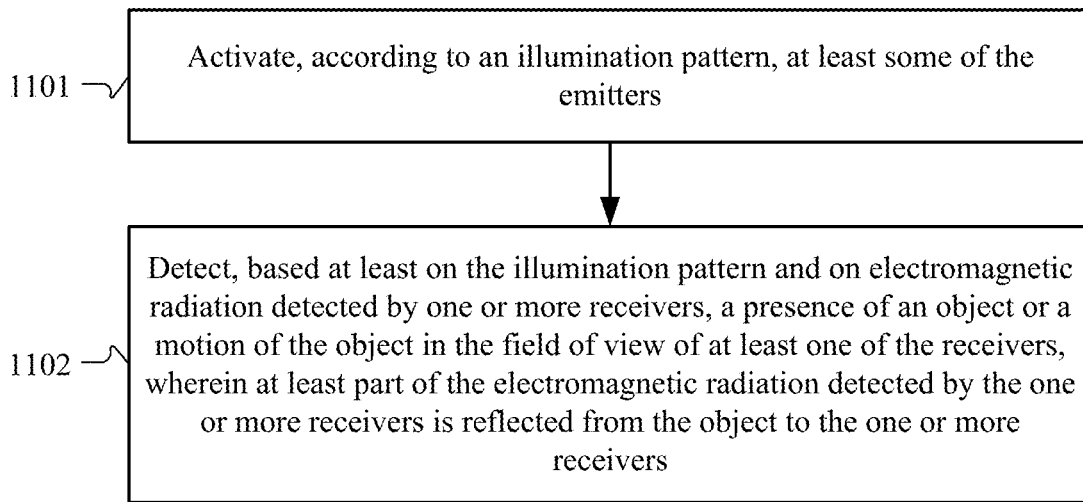 Activate, according to an illumination pattern, at least some of the
emitters
1101
Detect, based at least on the illumination pattern and on electromagnetic
radiation detected by one or more receivers, a presence of an object or a
motion of the object in the field of view of at least one of the receivers,
wherein at least part of the electromagnetic radiation detected by the one
or more receivers is reflected from the object to the one or more
receivers
1102